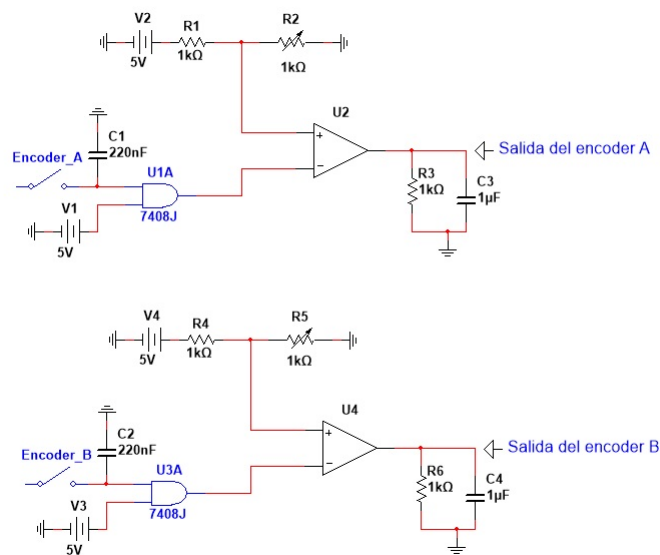 V2
5V
R1
1kΩ
R2
1kΩ
U2
C1
220nF
Encoder_A
U1A
7408J
V1
5V
Salida del encoder A
R3
1kΩ
C3
1µF
V4
5V
R4
1kΩ
R5
1kΩ
U4
C2
220nF
Encoder_B
U3A
7408J
V3
5V
Salida del encoder B
R6
1kΩ
C4
1µF